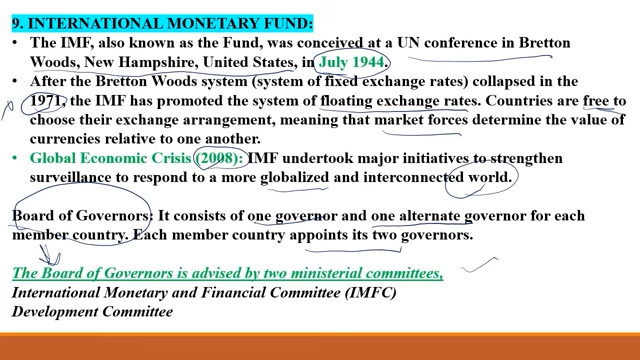 9. INTERNATIONAL MONETARY FUND:
• The IMF, also known as the Fund, was conceived at a UN conference in Bretton
Woods, New Hampshire, United States, in July 1944.
• After the Bretton Woods system (system of fixed exchange rates) collapsed in the
1971, the IMF has promoted the system of floating exchange rates. Countries are free to
choose their exchange arrangement, meaning that market forces determine the value of
currencies relative to one another.
• Global Economic Crisis (2008): IMF undertook major initiatives to strengthen
surveillance to respond to a more globalized and interconnected world.
Board of Governors: It consists of one governor and one alternate governor for each
member country. Each member country appoints its two governors.
The Board of Governors is advised by two ministerial committees,
International Monetary and Financial Committee (IMFC)
Development Committee